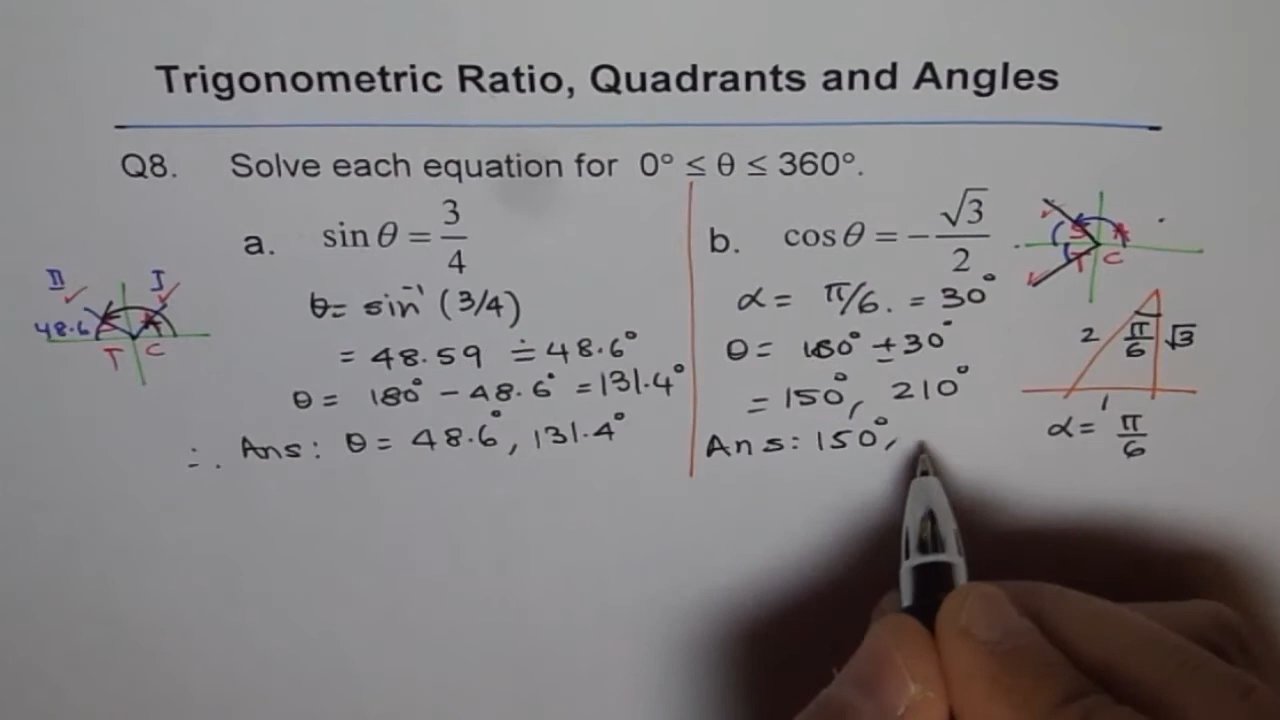 Trigonometric Ratio, Quadrants and Angles
Q8. Solve each equation for 0° ≤ θ ≤ 360°.
a. sin θ = 3/4
II I
48.6
A
T C
θ = sin⁻¹ (3/4)
= 48.59 ≐ 48.6°
θ = 180° - 48.6° = 131.4°
∴ Ans: θ = 48.6°, 131.4°
b. cos θ = -√3/2
S A
T C
α = π/6. = 30°
θ = 180° ± 30°
= 150°, 210°
Ans: 150°,
2 π/6 √3
1
α = π/6